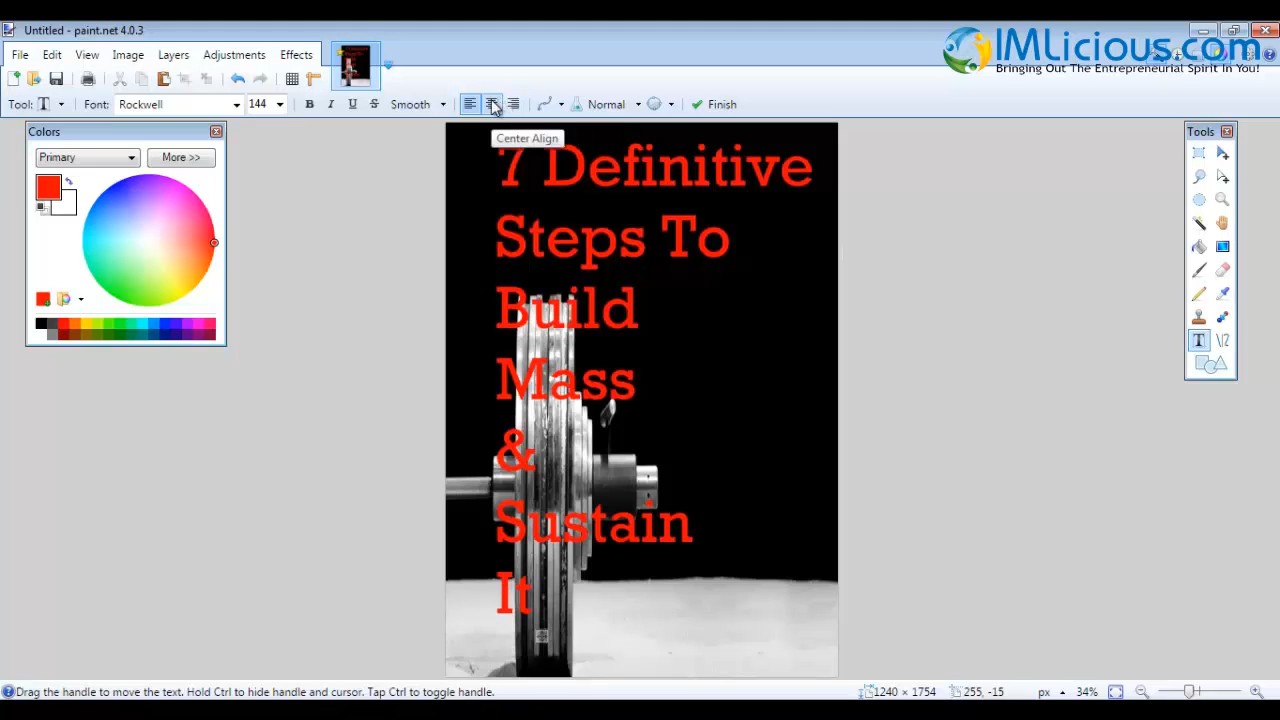 Untitled - paint.net 4.0.3
IMLicious.com
Bringing Out The Entrepreneurial Spirit In You!
File Edit View Image Layers Adjustments Effects
Tool: T Font: Rockwell 144 B I U S Smooth Normal Finish
Colors
Primary More >>
Center Align
7 Definitive
Steps To
Build
Mass
&
Sustain
It
Tools
Drag the handle to move the text. Hold Ctrl to hide handle and cursor. Tap Ctrl to toggle handle.
1240 × 1754 255, -15 px 34%